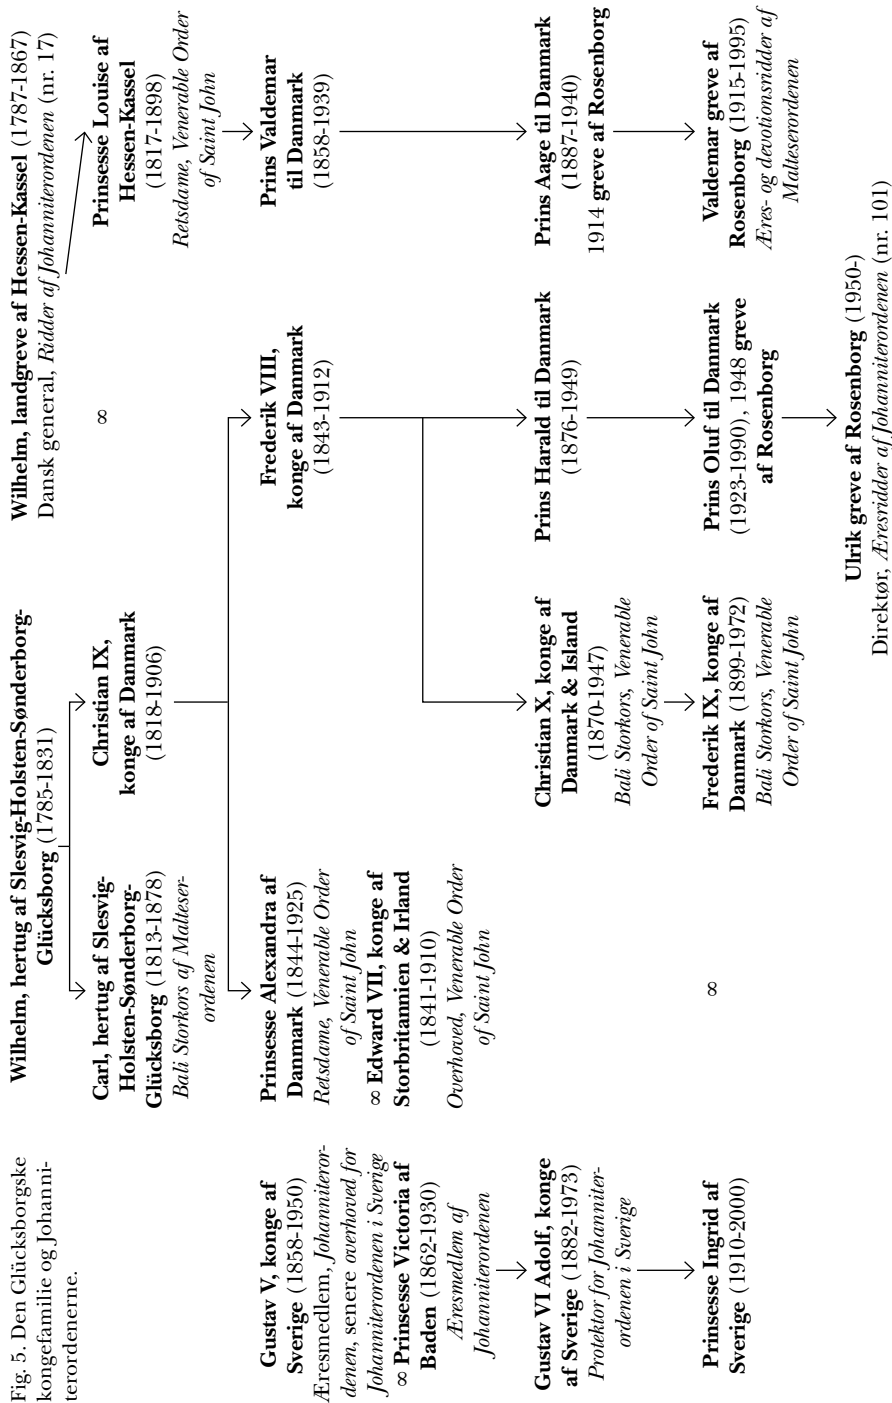 Fig. 5. Den Glücksborgske
kongefamilie og Johanni-
terordenerne.
Wilhelm, hertug af Slesvig-Holsten-Sønderborg-
Glücksborg (1785-1831)
Wilhelm, landgreve af Hessen-Kassel (1787-1867)
Dansk general, Ridder af Johanniterordenen (nr. 17)
Carl, hertug af Slesvig-
Holsten-Sønderborg-
Glücksborg (1813-1878)
Bali Storkors af Malteser-
ordenen
Christian IX,
konge af Danmark
(1818-1906)
∞
Prinsesse Louise af
Hessen-Kassel
(1817-1898)
Retsdame, Venerable Order
of Saint John
Gustav V, konge af
Sverige (1858-1950)
Æresmedlem, Johanniteror-
denen, senere overhoved for
Johanniterordenen i Sverige
∞ Prinsesse Victoria af
Baden (1862-1930)
Æresmedlem af
Johanniterordenen
Prinsesse Alexandra af
Danmark (1844-1925)
Retsdame, Venerable Order
of Saint John
∞ Edward VII, konge af
Storbritannien & Irland
(1841-1910)
Overhoved, Venerable Order
of Saint John
Frederik VIII,
konge af Danmark
(1843-1912)
Prins Valdemar
til Danmark
(1858-1939)
Gustav VI Adolf, konge
af Sverige (1882-1973)
Protektor for Johanniter-
ordenen i Sverige
Christian X, konge af
Danmark & Island
(1870-1947)
Bali Storkors, Venerable
Order of Saint John
Prins Harald til Danmark
(1876-1949)
Prins Aage til Danmark
(1887-1940)
1914 greve af Rosenborg
Prinsesse Ingrid af
Sverige (1910-2000)
∞
Frederik IX, konge af
Danmark (1899-1972)
Bali Storkors, Venerable
Order of Saint John
Prins Oluf til Danmark
(1923-1990), 1948 greve
af Rosenborg
Valdemar greve af
Rosenborg (1915-1995)
Æres- og devotionsridder af
Malteserordenen
Ulrik greve af Rosenborg (1950-)
Direktør, Æresridder af Johanniterordenen (nr. 101)